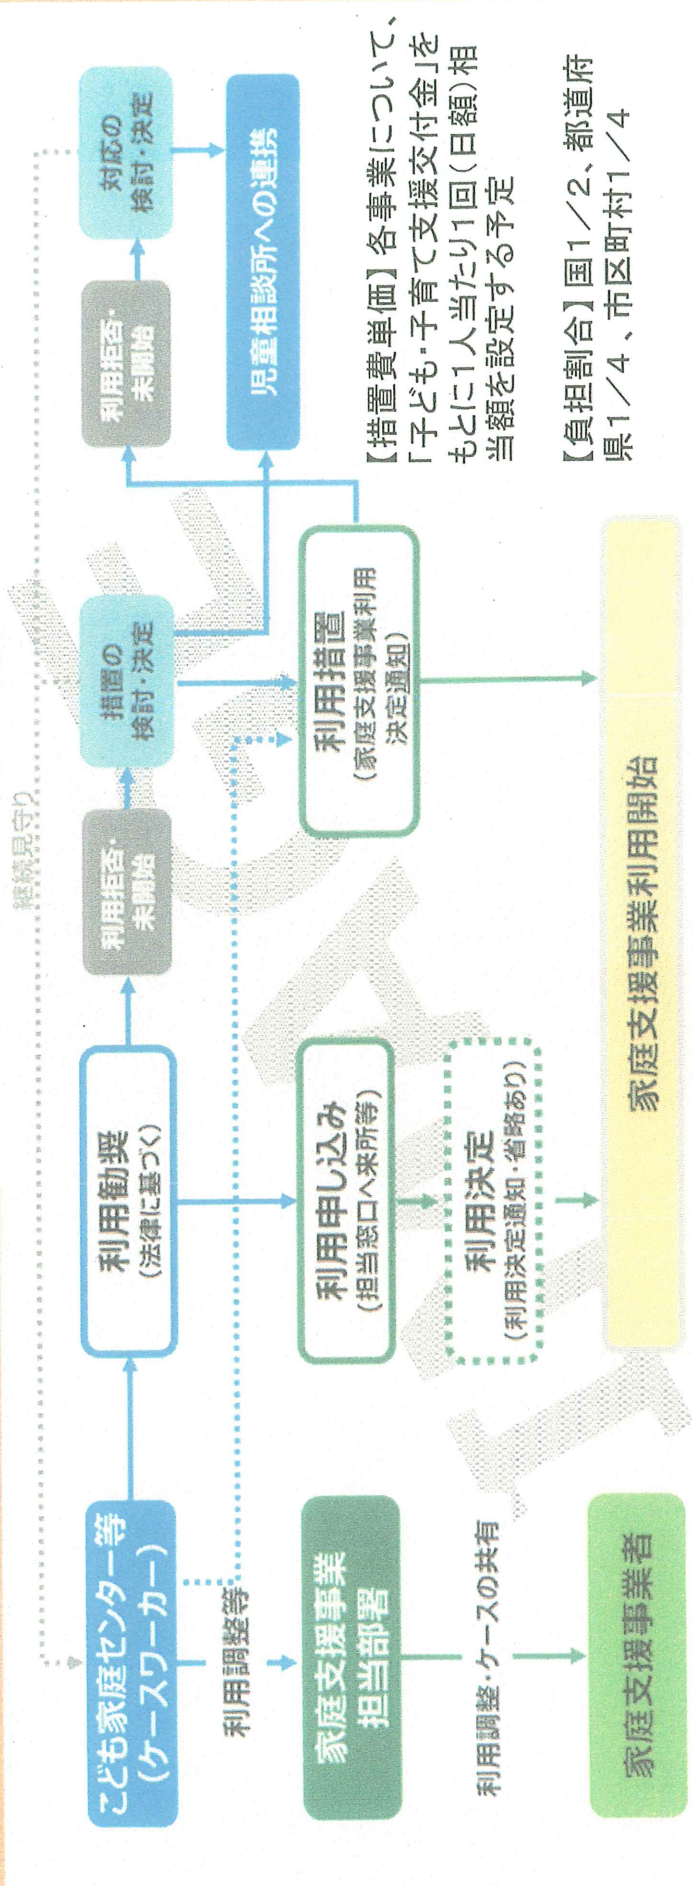 継続見守り
こども家庭センター等
(ケースワーカー)
利用勧奨
(法律に基づく)
利用拒否・
未開始
措置の
検討・決定
利用拒否・
未開始
対応の
検討・決定
利用調整等
児童相談所への連携
家庭支援事業
担当部署
利用申し込み
(担当窓口へ来所等)
利用措置
(家庭支援事業利用
決定通知)
利用調整・ケースの共有
利用決定
(利用決定通知・省略あり)
家庭支援事業者
家庭支援事業利用開始
【措置費単価】各事業について、
「子ども・子育て支援交付金」を
もとに1人当たり1回(日額)相
当額を設定する予定
【負担割合】国1/2、都道府
県1/4、市区町村1/4